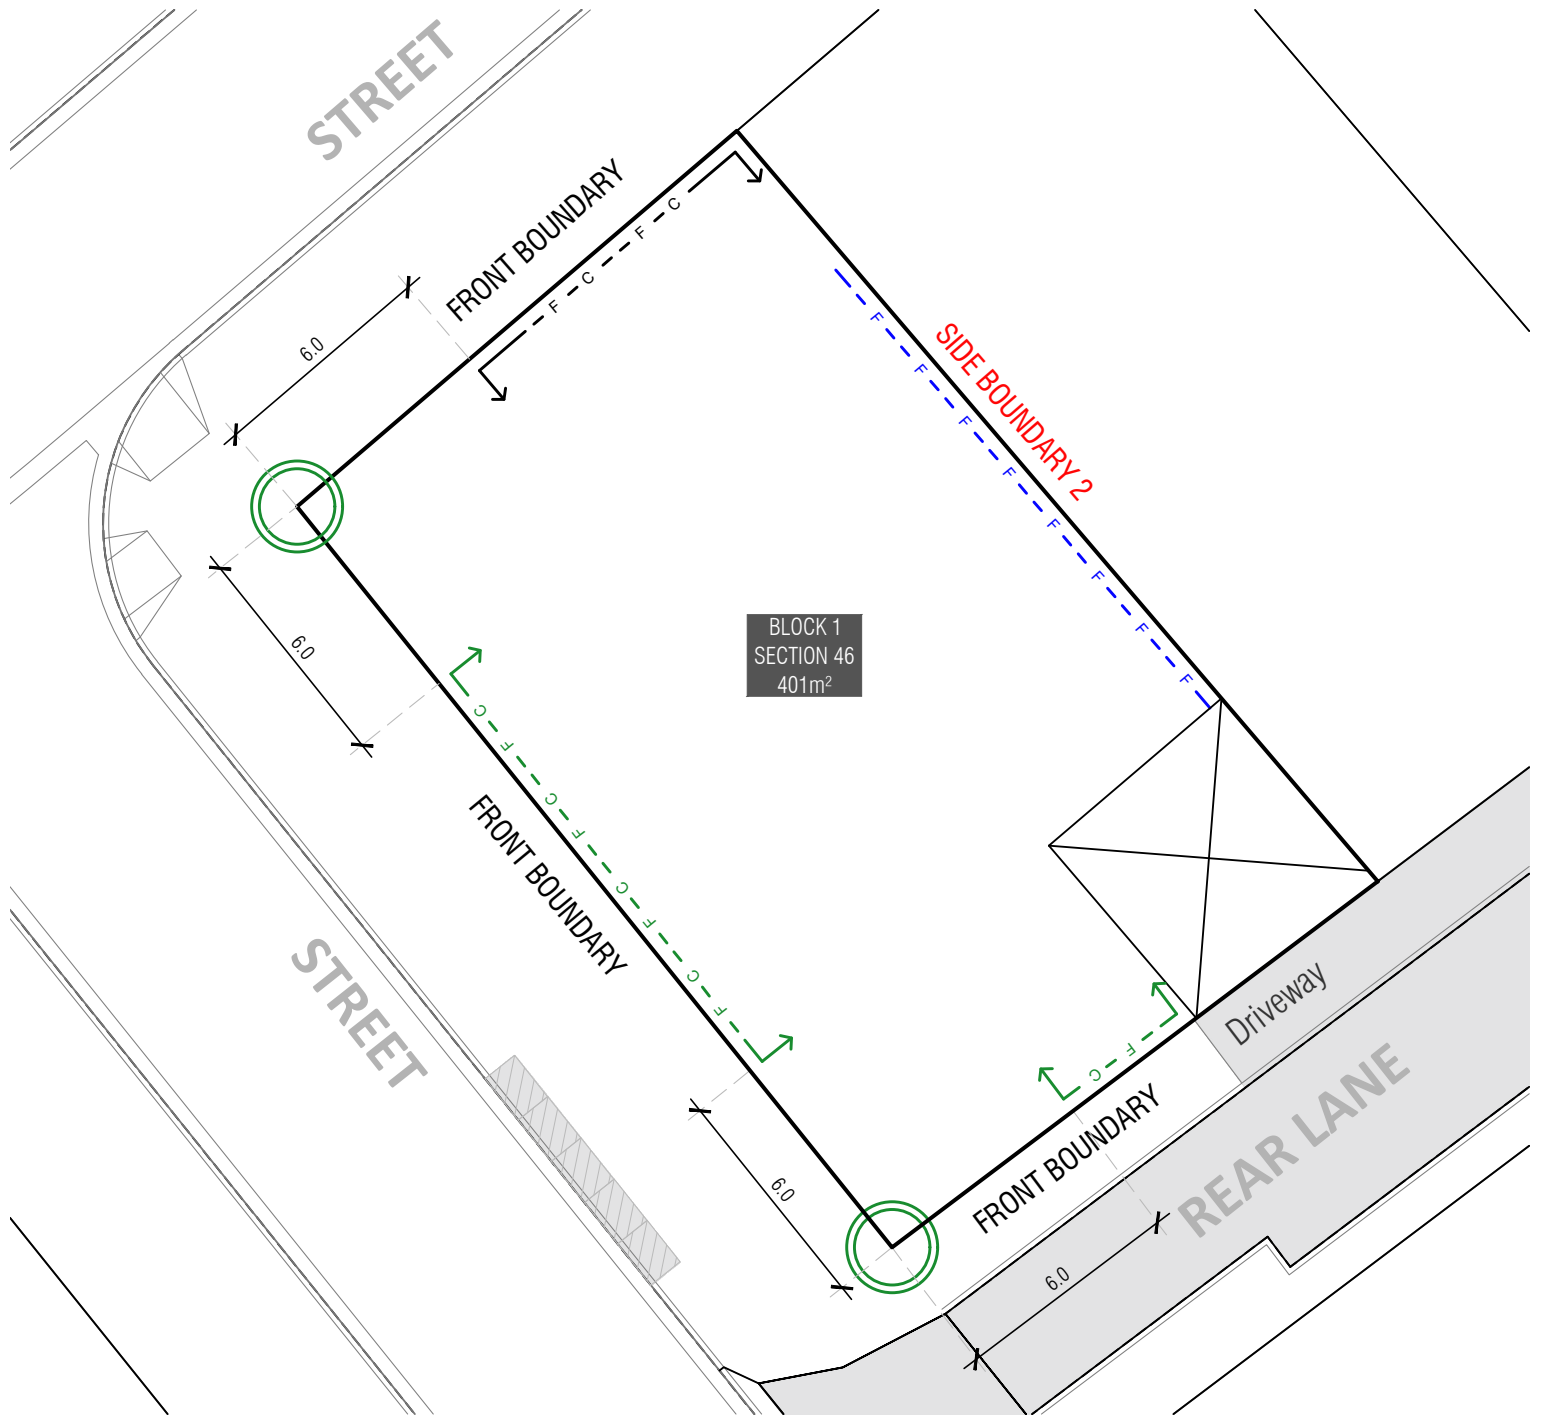 STREET
FRONT BOUNDARY
C
F
C
F
6.0
SIDE BOUNDARY 2
F
F
F
F
F
F
F
F
6.0
BLOCK 1
SECTION 46
401m²
C
F
C
F
C
F
C
F
FRONT BOUNDARY
STREET
Driveway
F
C
FRONT BOUNDARY
REAR LANE
6.0
6.0